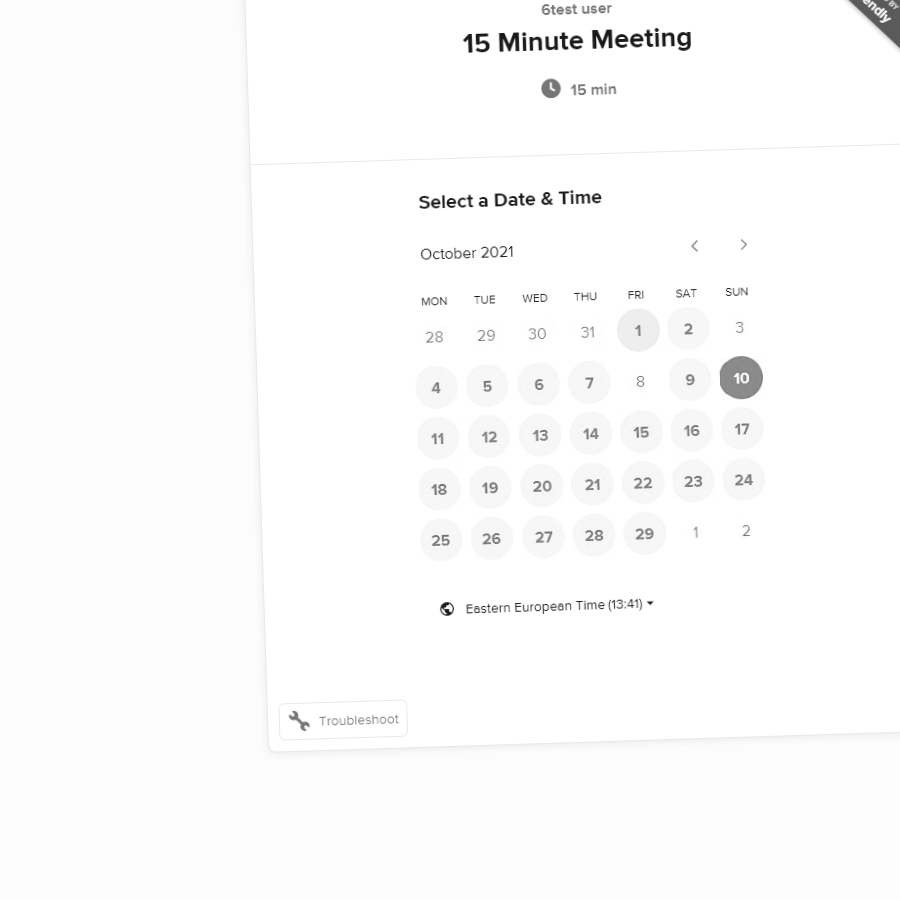 6test user
15 Minute Meeting
15 min
Select a Date & Time
October 2021
MON TUE WED THU FRI SAT SUN
28 29 30 31 1 2 3
4 5 6 7 8 9 10
11 12 13 14 15 16 17
18 19 20 21 22 23 24
25 26 27 28 29 1 2
Eastern European Time (13:41)
Troubleshoot